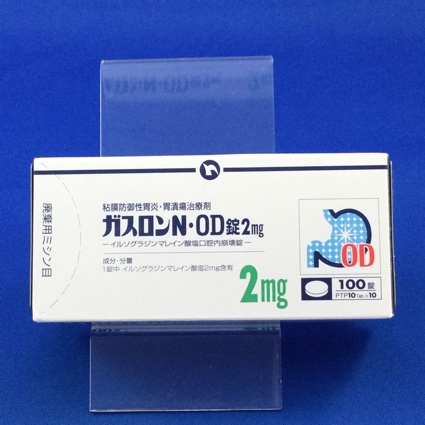 粘膜防御性胃炎・胃潰瘍治療剤
ガスロンN・OD錠2mg
―イルソグラジンマレイン酸塩口腔内崩壊錠―
成分・分量
1錠中 イルソグラジンマレイン酸塩2mg含有
2mg
OD
100錠
PTP10Tab.×10
廃棄用ミシン目